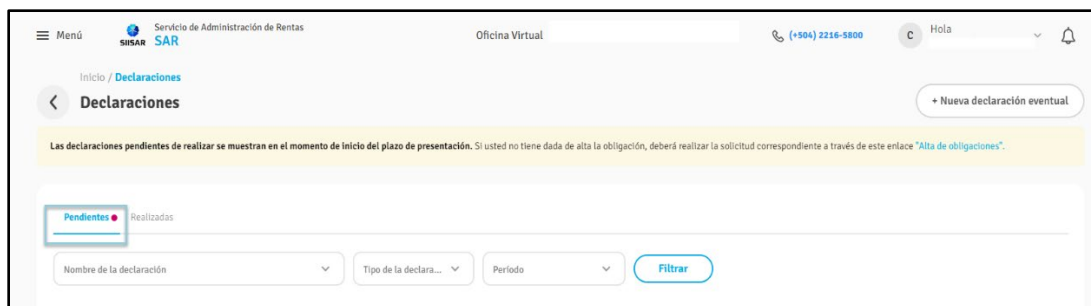 Menú
SIISAR
Servicio de Administración de Rentas
SAR
Oficina Virtual
(+504) 2216-5800
C
Hola
Inicio / Declaraciones
Declaraciones
+ Nueva declaración eventual
Las declaraciones pendientes de realizar se muestran en el momento de inicio del plazo de presentación. Si usted no tiene dada de alta la obligación, deberá realizar la solicitud correspondiente a través de este enlace "Alta de obligaciones".
Pendientes
Realizadas
Nombre de la declaración
Tipo de la declara...
Periodo
Filtrar